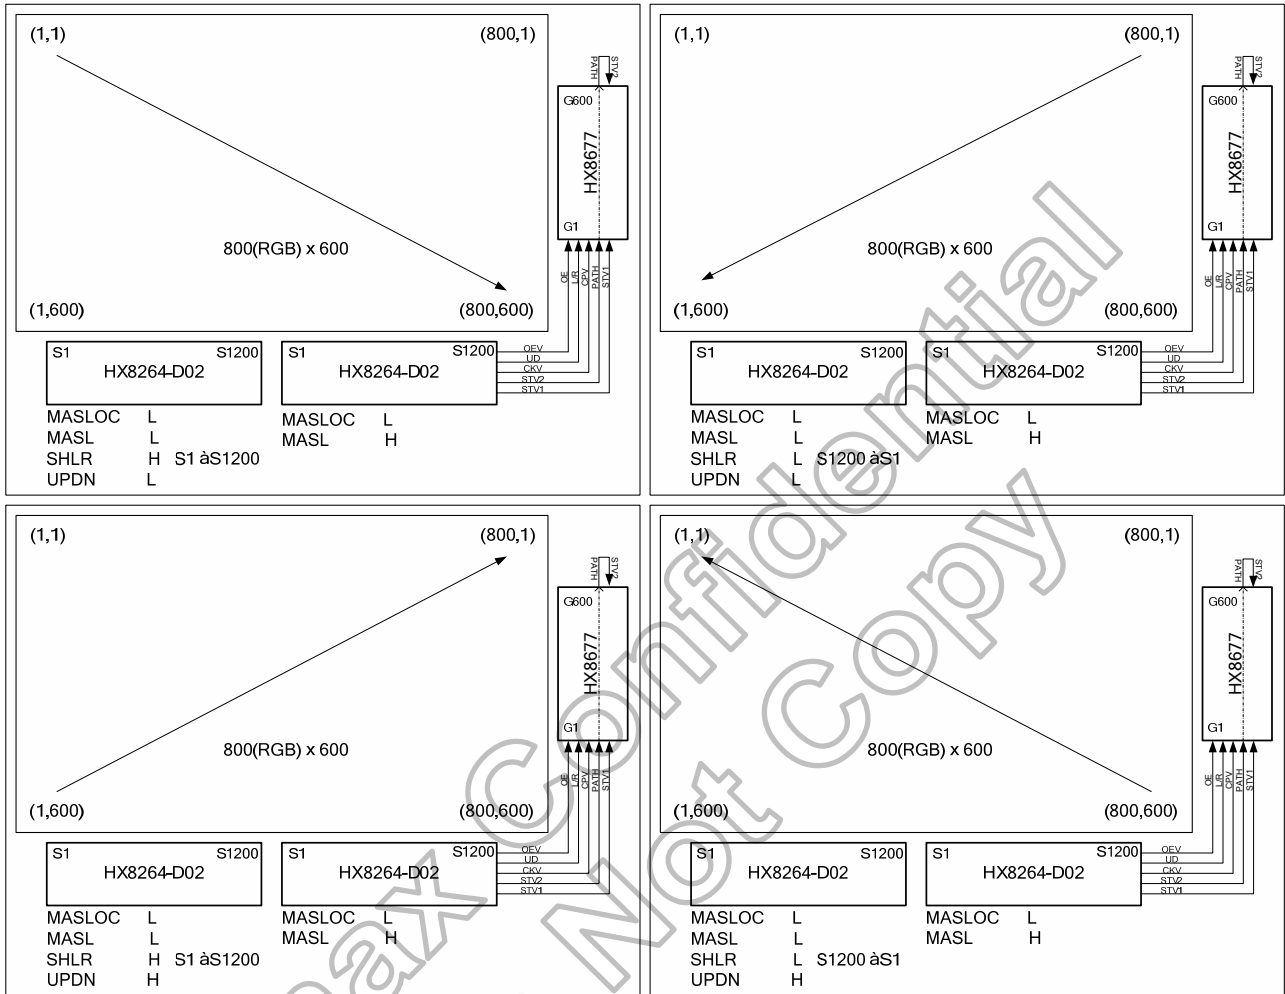 (1,1) (800,1)
PATH STV2
G600
HX8677
G1
800(RGB) x 600
OE L/R CPV PATH STV1
(1,600) (800,600)
S1 S1200 S1 S1200
HX8264-D02 HX8264-D02
OEV
UD
CKV
STV2
STV1
MASLOC L MASLOC L
MASL L MASL H
SHLR H S1 àS1200
UPDN L
(1,1) (800,1)
PATH STV2
G600
HX8677
G1
800(RGB) x 600
OE L/R CPV PATH STV1
(1,600) (800,600)
S1 S1200 S1 S1200
HX8264-D02 HX8264-D02
OEV
UD
CKV
STV2
STV1
MASLOC L MASLOC L
MASL L MASL H
SHLR L S1200 àS1
UPDN L
(1,1) (800,1)
PATH STV2
G600
HX8677
G1
800(RGB) x 600
OE L/R CPV PATH STV1
(1,600) (800,600)
S1 S1200 S1 S1200
HX8264-D02 HX8264-D02
OEV
UD
CKV
STV2
STV1
MASLOC L MASLOC L
MASL L MASL H
SHLR H S1 àS1200
UPDN H
(1,1) (800,1)
PATH STV2
G600
HX8677
G1
800(RGB) x 600
OE L/R CPV PATH STV1
(1,600) (800,600)
S1 S1200 S1 S1200
HX8264-D02 HX8264-D02
OEV
UD
CKV
STV2
STV1
MASLOC L MASLOC L
MASL L MASL H
SHLR L S1200 àS1
UPDN H
ax Confidential
Not Copy